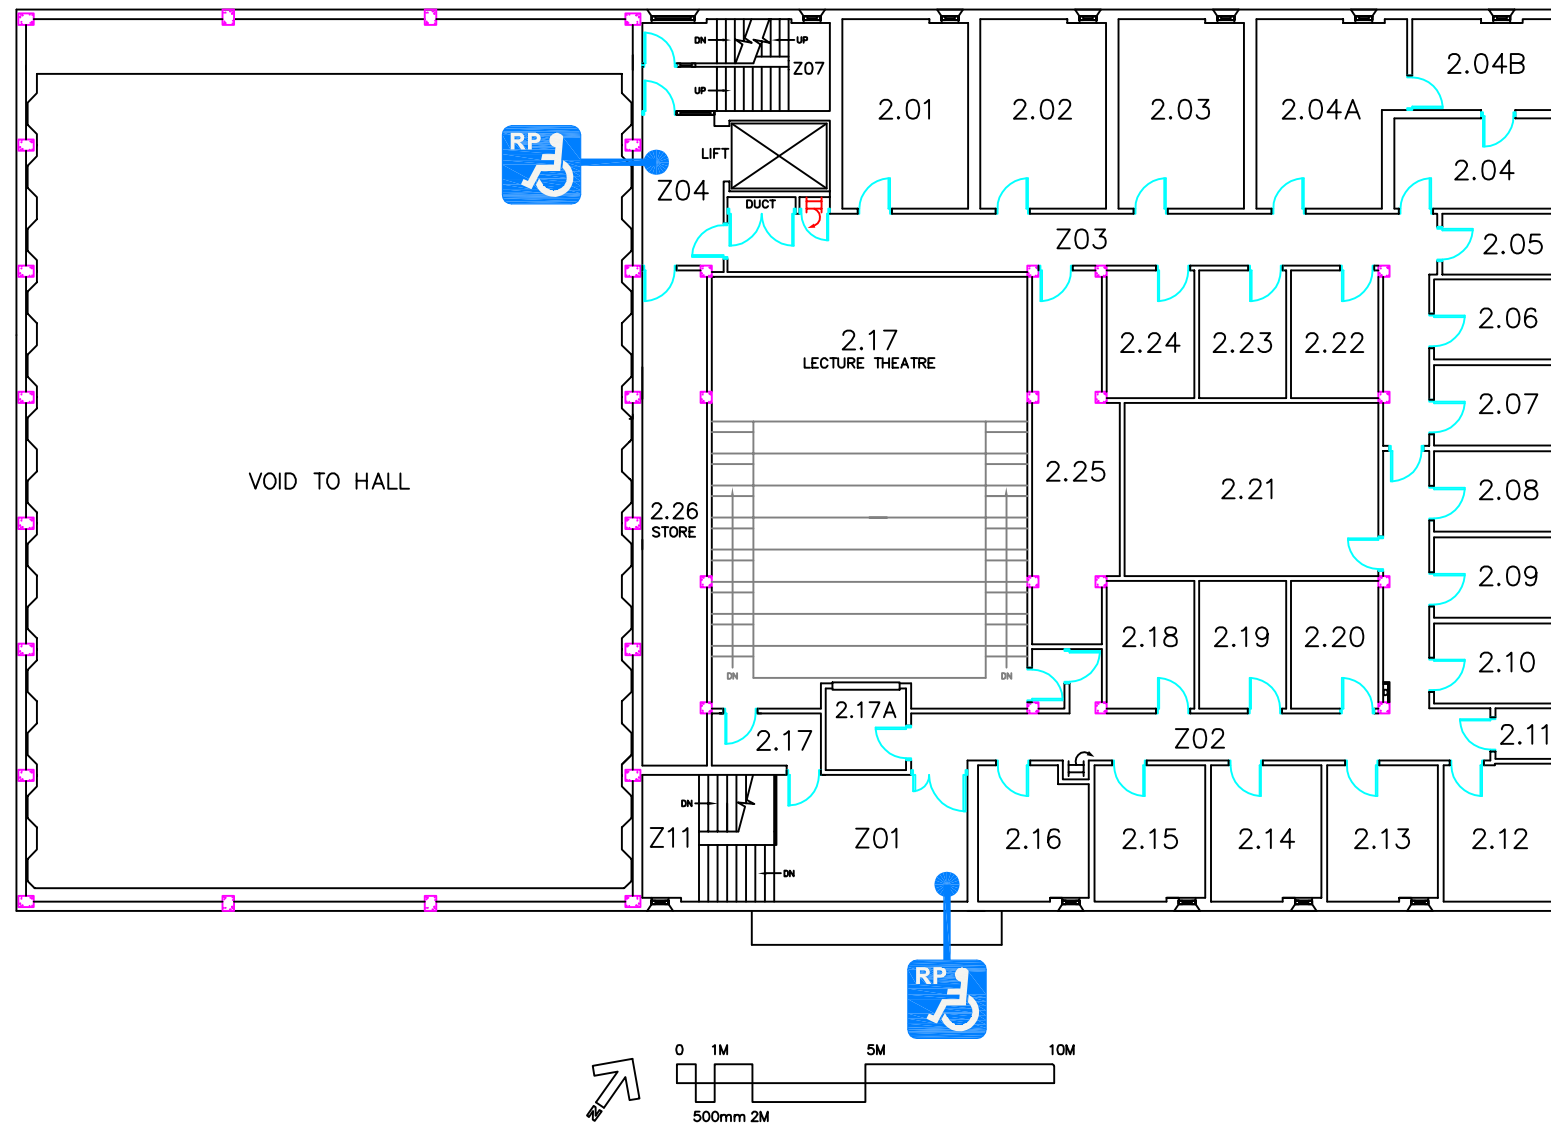 DN
UP
Z07
UP
2.01
2.02
2.03
2.04A
2.04B
RP
LIFT
Z04
DUCT
2.04
Z03
2.05
2.06
2.17
LECTURE THEATRE
2.24
2.23
2.22
2.07
VOID TO HALL
2.26
STORE
2.25
2.21
2.08
2.09
2.18
2.19
2.20
2.10
DN
DN
2.17A
2.17
Z02
2.11
DN
Z11
Z01
DN
2.16
2.15
2.14
2.13
2.12
RP
0 1M 5M 10M
500mm 2M
N